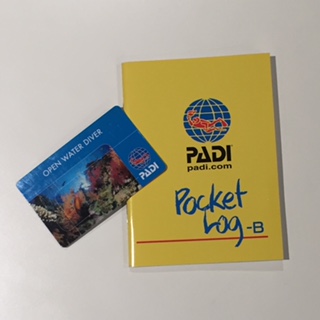 OPEN WATER DIVER
PADI
PADI
padi.com
Pocket
Log -B